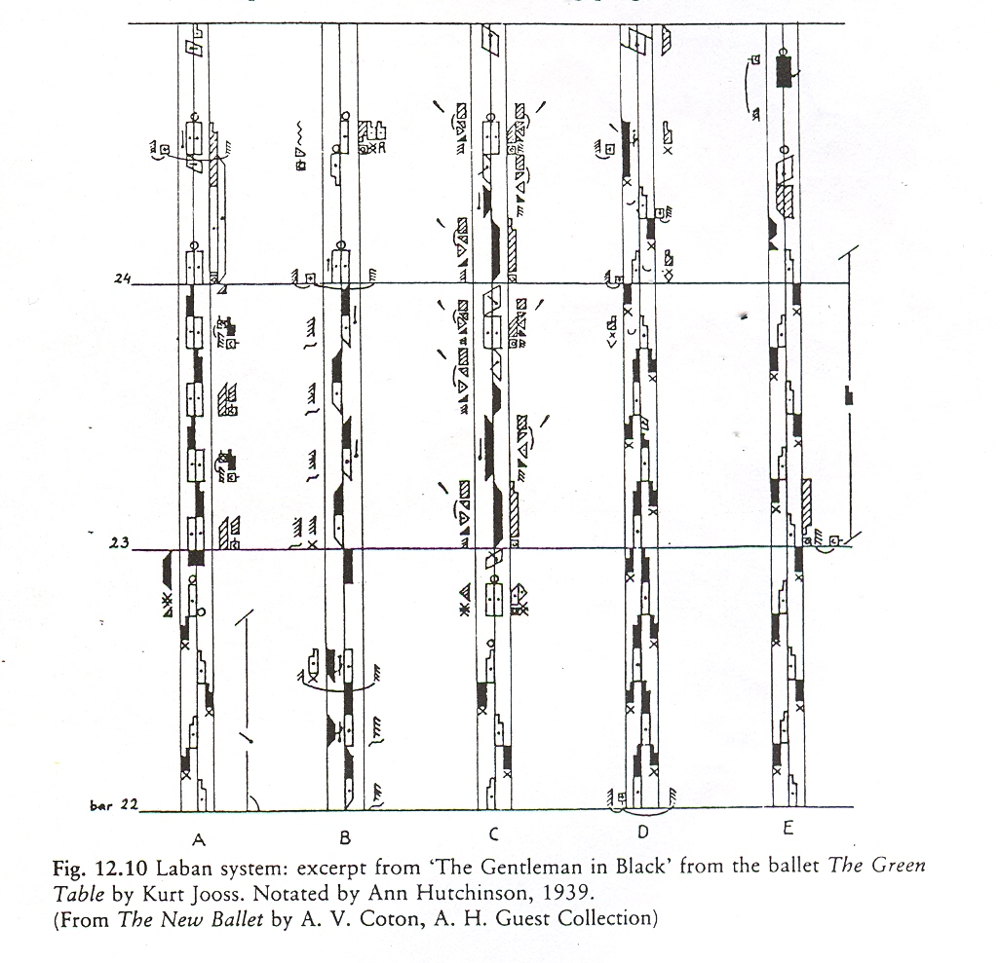 24
23
bar 22
A B C D E
Fig. 12.10 Laban system: excerpt from ‘The Gentleman in Black’ from the ballet The Green
Table by Kurt Jooss. Notated by Ann Hutchinson, 1939.
(From The New Ballet by A. V. Coton, A. H. Guest Collection)